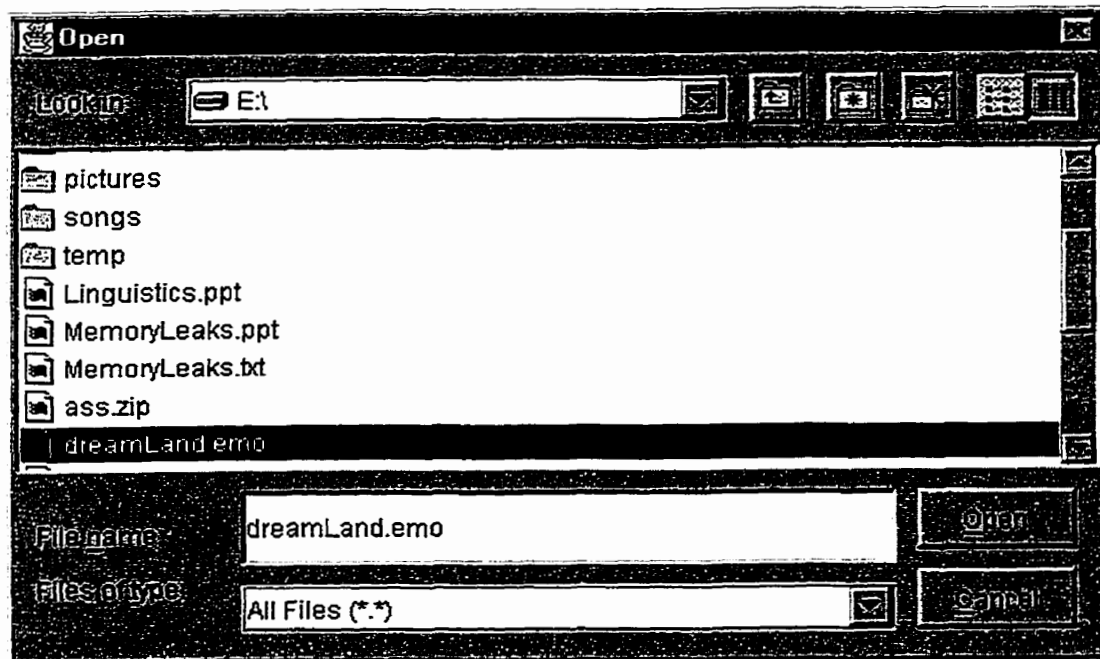 Open
Look in: E:\
pictures
songs
temp
Linguistics.ppt
MemoryLeaks.ppt
MemoryLeaks.txt
ass.zip
dreamLand.emo
File name: dreamLand.emo Open
Files of type: All Files (*.*) Cancel